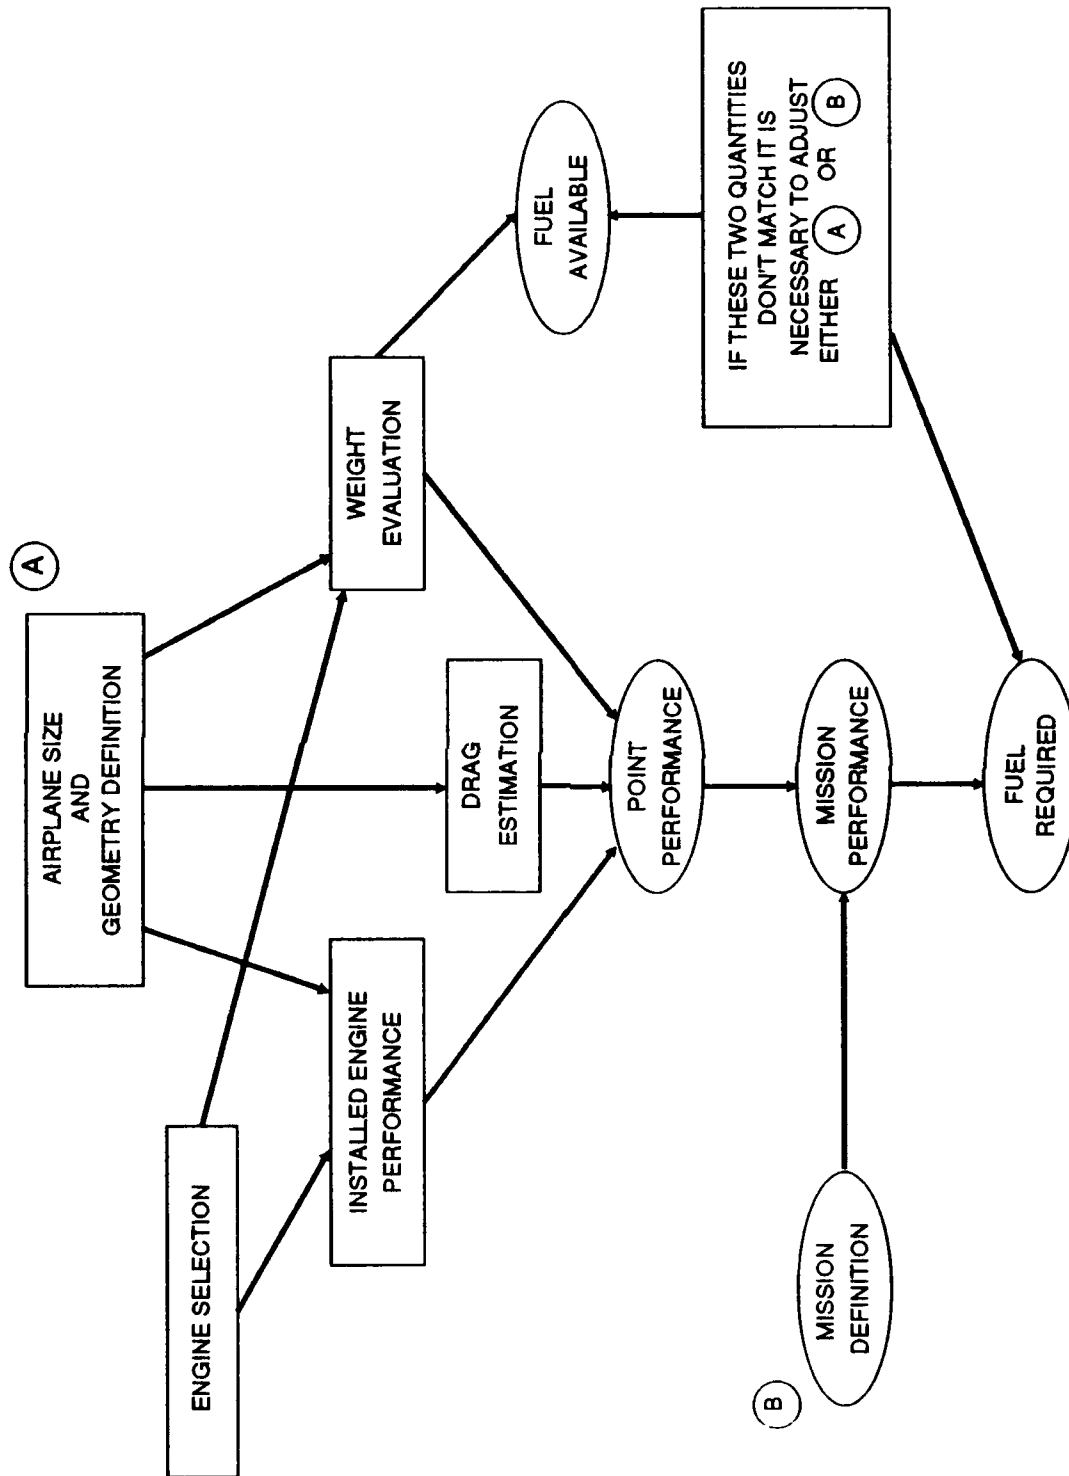 A
AIRPLANE SIZE
AND
GEOMETRY DEFINITION
ENGINE SELECTION
WEIGHT
EVALUATION
INSTALLED ENGINE
PERFORMANCE
DRAG
ESTIMATION
FUEL
AVAILABLE
POINT
PERFORMANCE
IF THESE TWO QUANTITIES
DON'T MATCH IT IS
NECESSARY TO ADJUST
EITHER A OR B
B
MISSION
DEFINITION
MISSION
PERFORMANCE
FUEL
REQUIRED